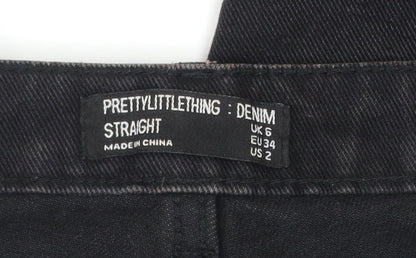 PRETTYLITTLETHING : DENIM
STRAIGHT
UK 6
MADE IN CHINA
EU 34
US 2